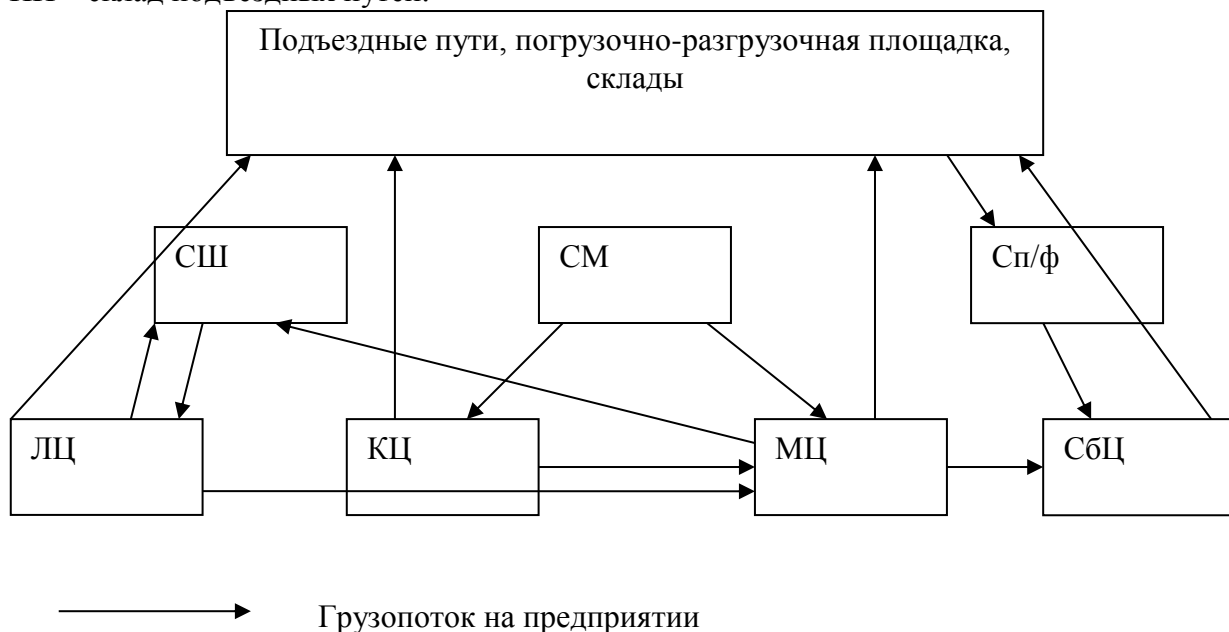 Подъездные пути, погрузочно-разгрузочная площадка,
склады
СШ
СМ
Сп/ф
ЛЦ
КЦ
МЦ
СбЦ
Грузопоток на предприятии